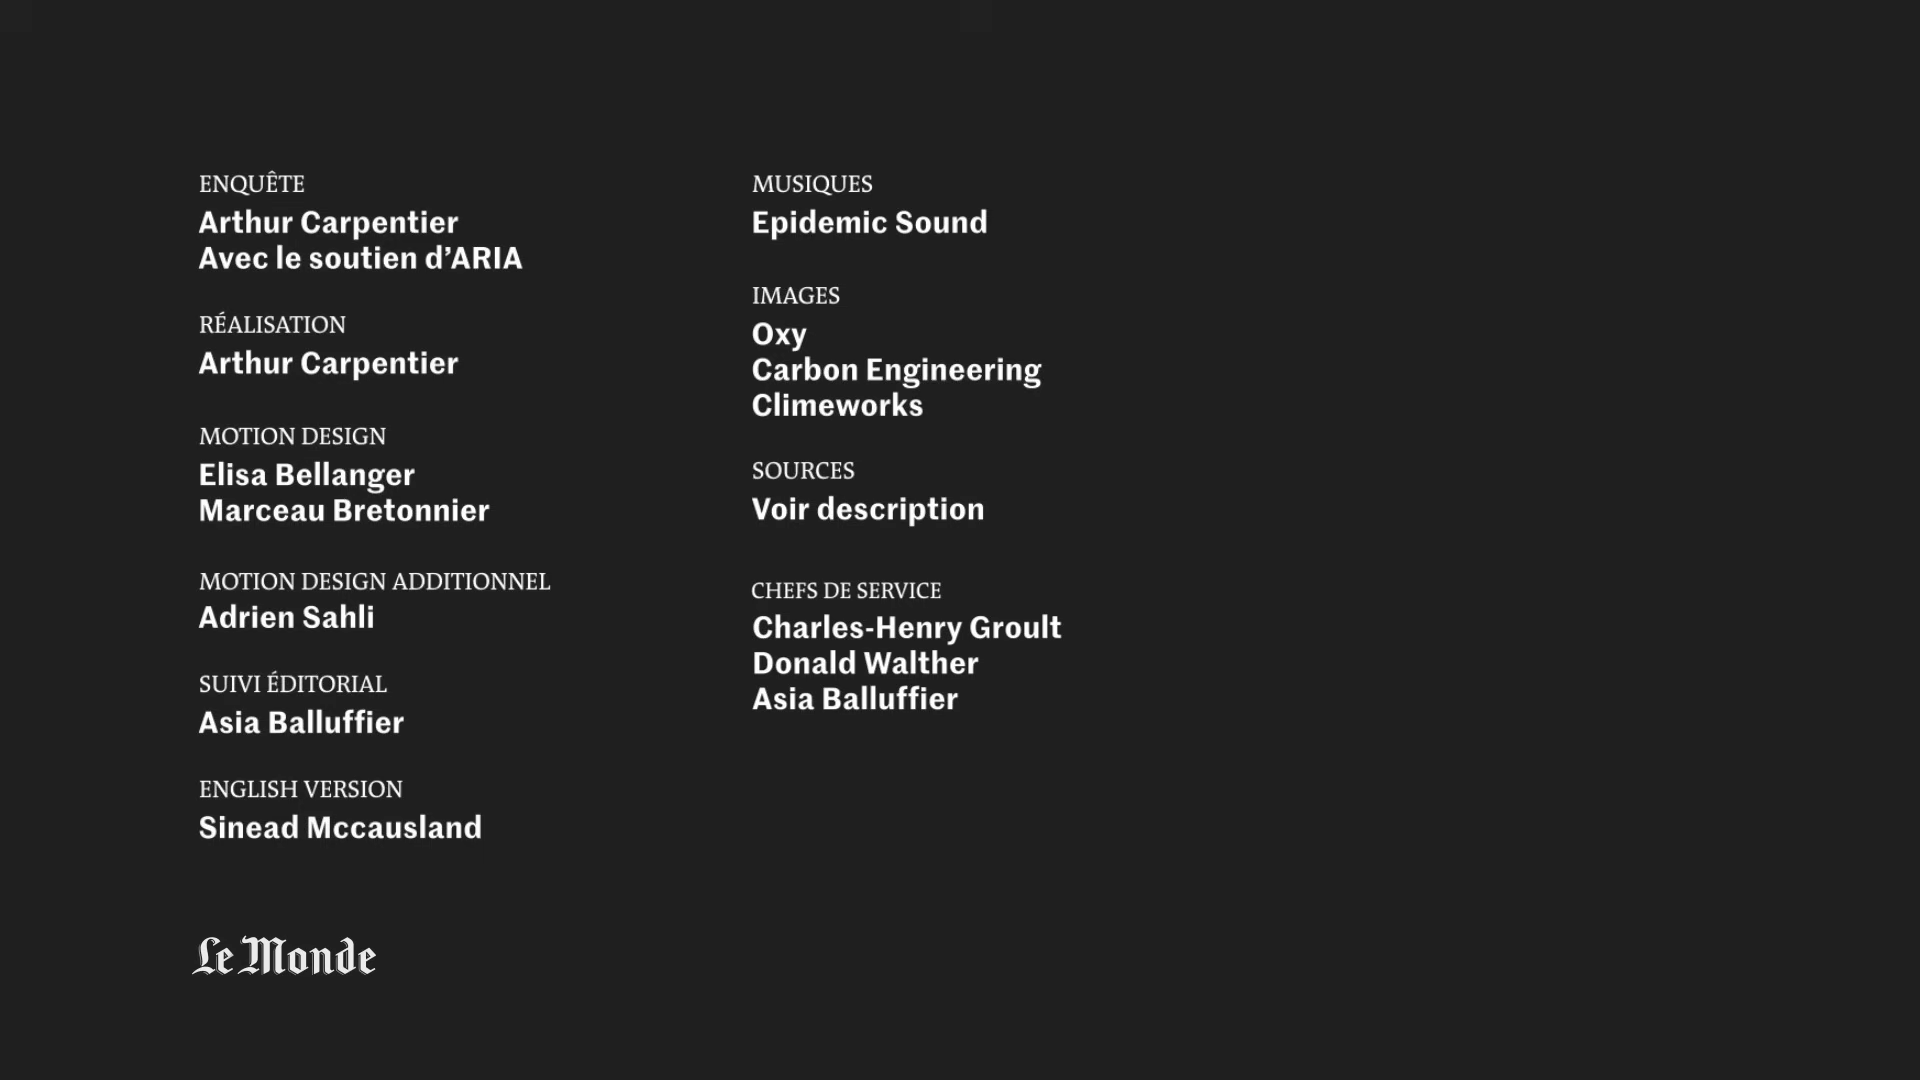 ENQUÊTE
Arthur Carpentier
Avec le soutien d’ARIA
RÉALISATION
Arthur Carpentier
MOTION DESIGN
Elisa Bellanger
Marceau Bretonnier
MOTION DESIGN ADDITIONNEL
Adrien Sahli
SUIVI ÉDITORIAL
Asia Balluffier
ENGLISH VERSION
Sinead Mccausland
MUSIQUES
Epidemic Sound
IMAGES
Oxy
Carbon Engineering
Climeworks
SOURCES
Voir description
CHEFS DE SERVICE
Charles-Henry Groult
Donald Walther
Asia Balluffier
Le Monde